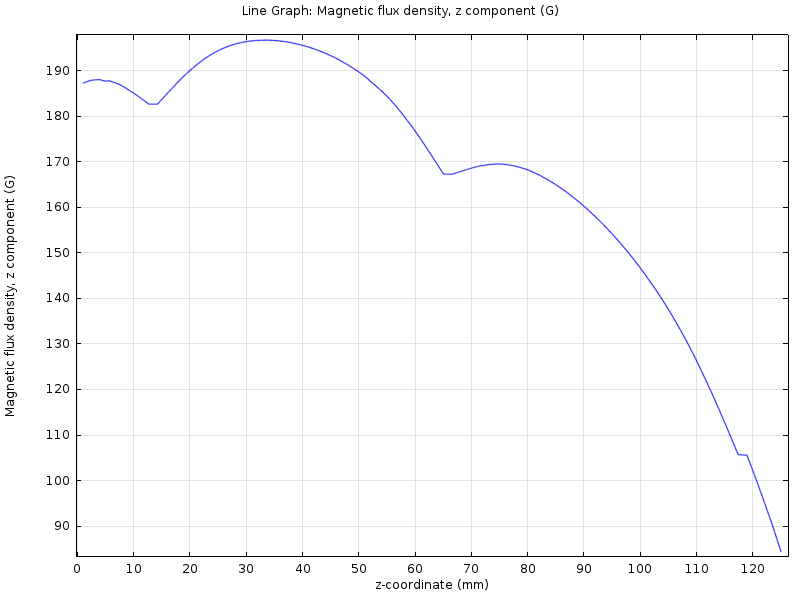 Line Graph: Magnetic flux density, z component (G)
Magnetic flux density, z component (G)
190
180
170
160
150
140
130
120
110
100
90
0 10 20 30 40 50 60 70 80 90 100 110 120
z-coordinate (mm)